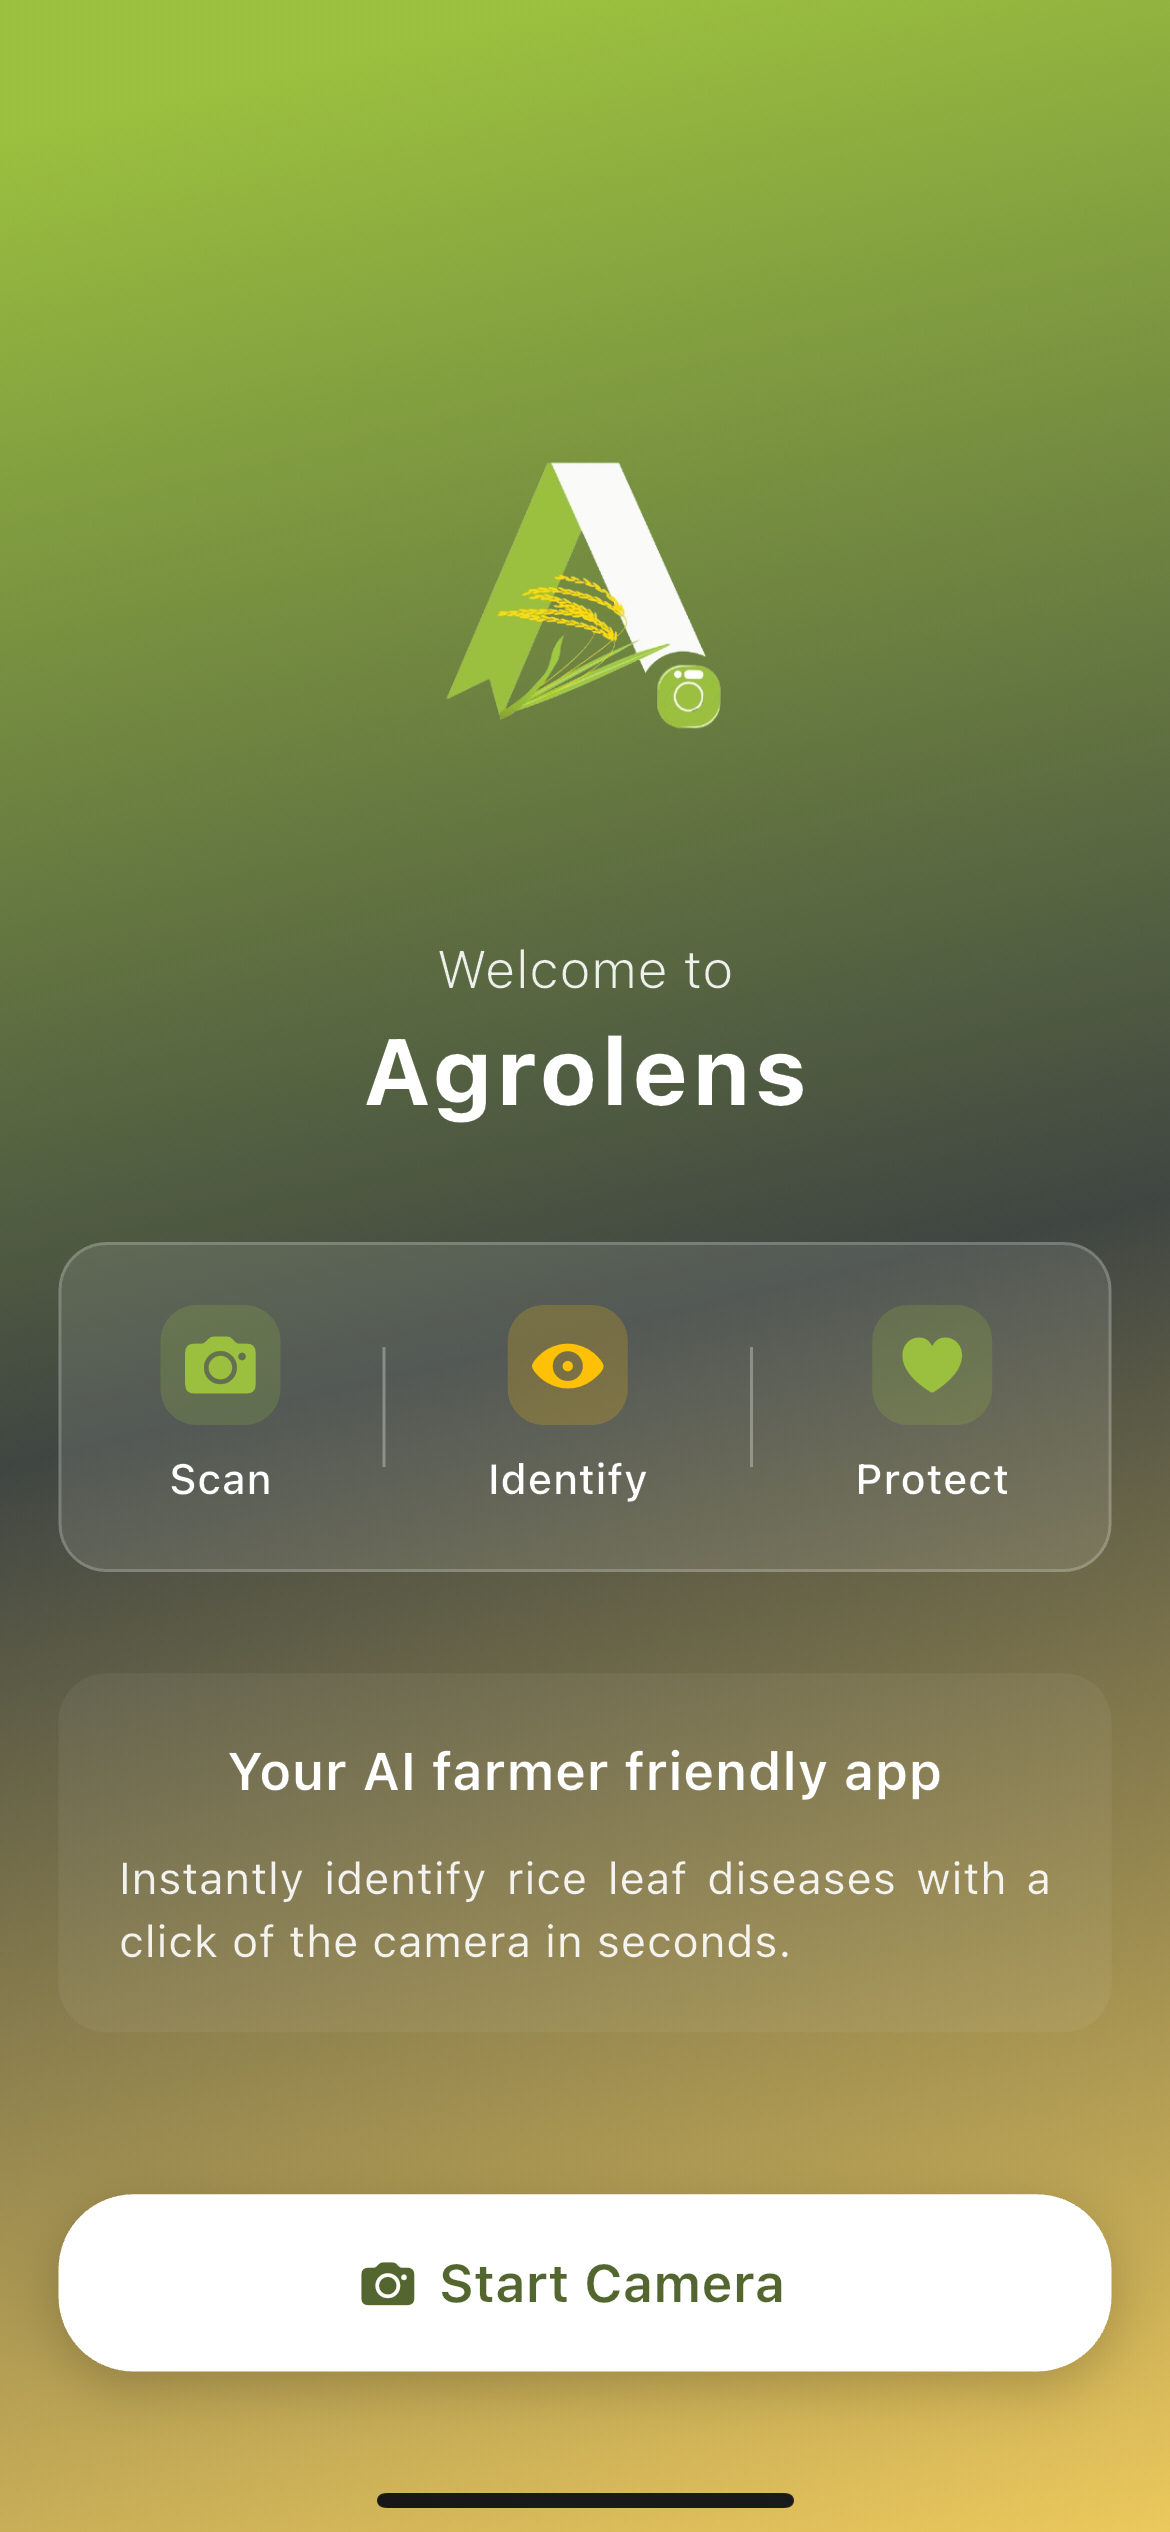 Welcome to
Agrolens
Scan
Identify
Protect
Your AI farmer friendly app
Instantly identify rice leaf diseases with a
click of the camera in seconds.
Start Camera